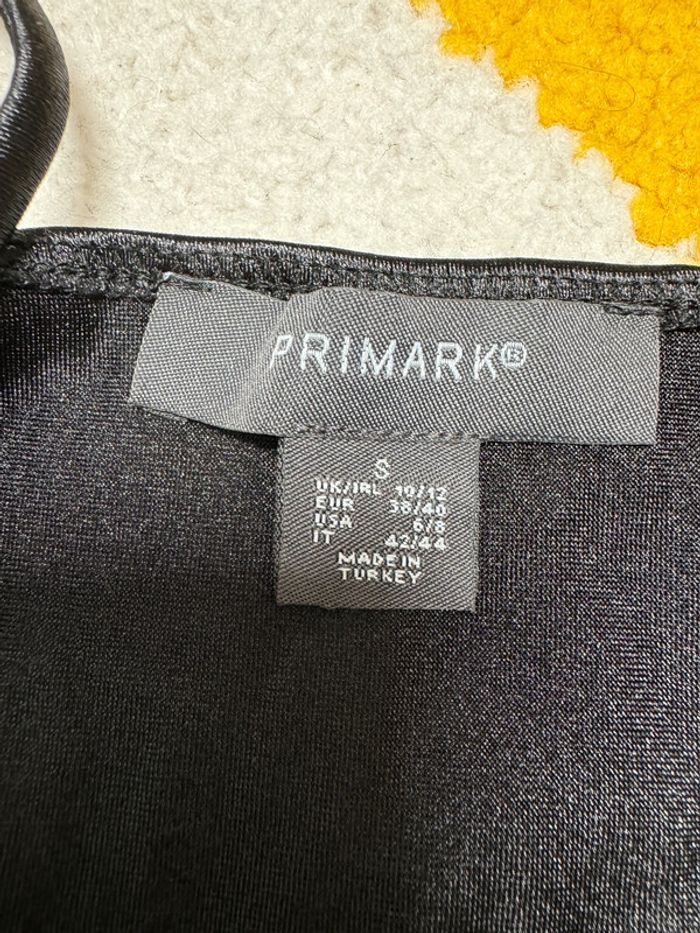 PRIMARK®
S
UK/IRL 10/12
EUR 38/40
USA 6/8
IT 42/44
MADE IN
TURKEY